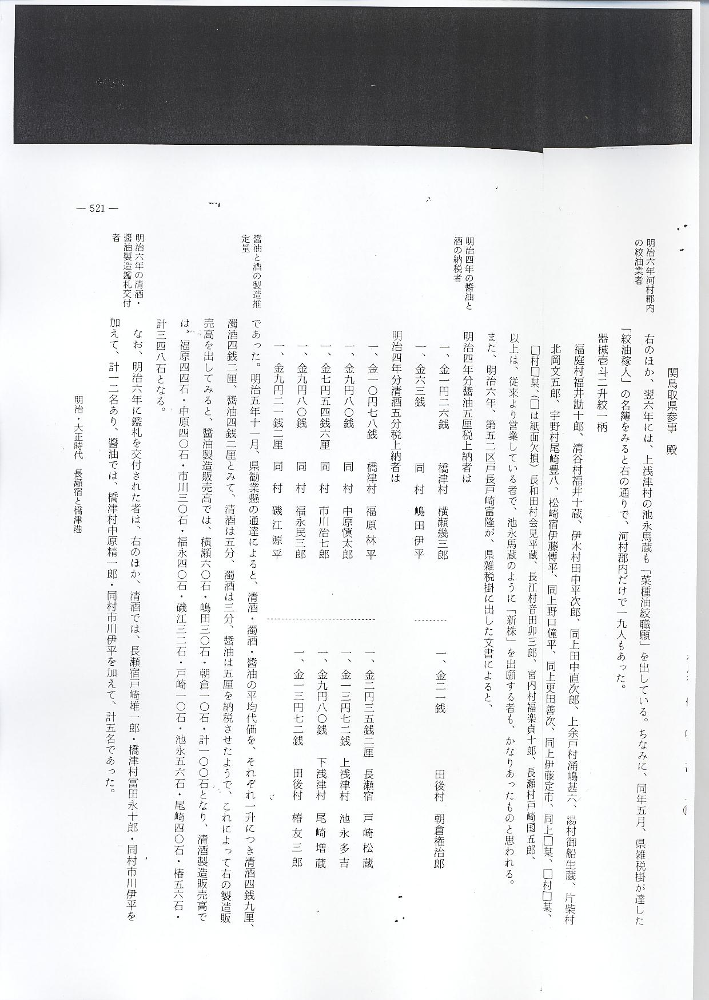 関鳥取県参事　殿
明治六年河村郡内
の絞油業者
右のほか、翌六年には、上浅津村の池永馬蔵も「菜種油絞職願」を出している。ちなみに、同年五月、県雑税掛が達した
「絞油稼人」の名簿をみると右の通りで、河村郡内だけで一九人もあった。
器械壱斗二升絞一柄
福庭村福井勘十郎、清谷村福井十蔵、伊木村田中平次郎、同上田中直次郎、上余戸村涌嶋甚六、湯村御船生蔵、片柴村
北岡文五郎、宇野村尾崎豊八、松崎宿伊藤傳平、同上野口僮平、同上更田善次、同上伊藤定市、同上□某、□村□某、
□村□某、（□は紙面欠損）長和田村会見平蔵、長江村音田卯三郎、宮内村福楽貞十郎、長瀬村戸崎国五郎、
以上は、従来より営業している者で、池永馬蔵のように「新株」を出願する者も、かなりあったものと思われる。
また、明治六年、第五二区戸長戸崎富隆が、県雑税掛に出した文書によると、
明治四年の醬油と
酒の納税者
明治四年分醬油五厘税上納者は
一、金一円二六銭　橋津村　横瀬幾三郎
一、金二一銭　田後村　朝倉権治郎
一、金六三銭　同　村　嶋田伊平
明治四年分清酒五分税上納者は
一、金一〇円七八銭　橋津村　福原林平
一、金二円三五銭二厘　長瀬宿　戸崎松蔵
一、金九円八〇銭　同　村　中原慎太郎
一、金一三円七二銭　上浅津村　池永多吉
一、金七円五四銭六厘　同　村　市川治七郎
一、金九円八〇銭　下浅津村　尾崎増蔵
一、金九円八〇銭　同　村　福永民三郎
一、金一三円七二銭　田後村　椿友三郎
一、金九円二一銭二厘　同　村　磯江源平
醬油と酒の製造推
定量
であった。明治五年十一月、県勧業懸の通達によると、清酒・濁酒・醬油の平均代価を、それぞれ一升につき清酒四銭九厘、
濁酒四銭二厘、醬油四銭二厘とみて、清酒は五分、濁酒は三分、醬油は五厘を納税させたようで、これによって右の製造販
売高を出してみると、醬油製造販売高では、横瀬六〇石・嶋田三〇石・朝倉一〇石・計一〇〇石となり、清酒製造販売高で
は、福原四四石・中原四〇石・市川三〇石・福永四〇石・磯江三二石・戸崎一〇石・池永五六石・尾崎四〇石・椿五六石・
計三四八石となる。
明治六年の清酒・
醬油製造鑑札交付
者
なお、明治六年に鑑札を交付された者は、右のほか、清酒では、長瀬宿戸崎雄一郎・橋津村冨田永十郎・同村市川伊平を
加えて、計一二名あり、醬油では、橋津村中原精一郎・同村市川伊平を加えて、計五名であった。
明治・大正時代　長瀬宿と橋津港
— 521 —